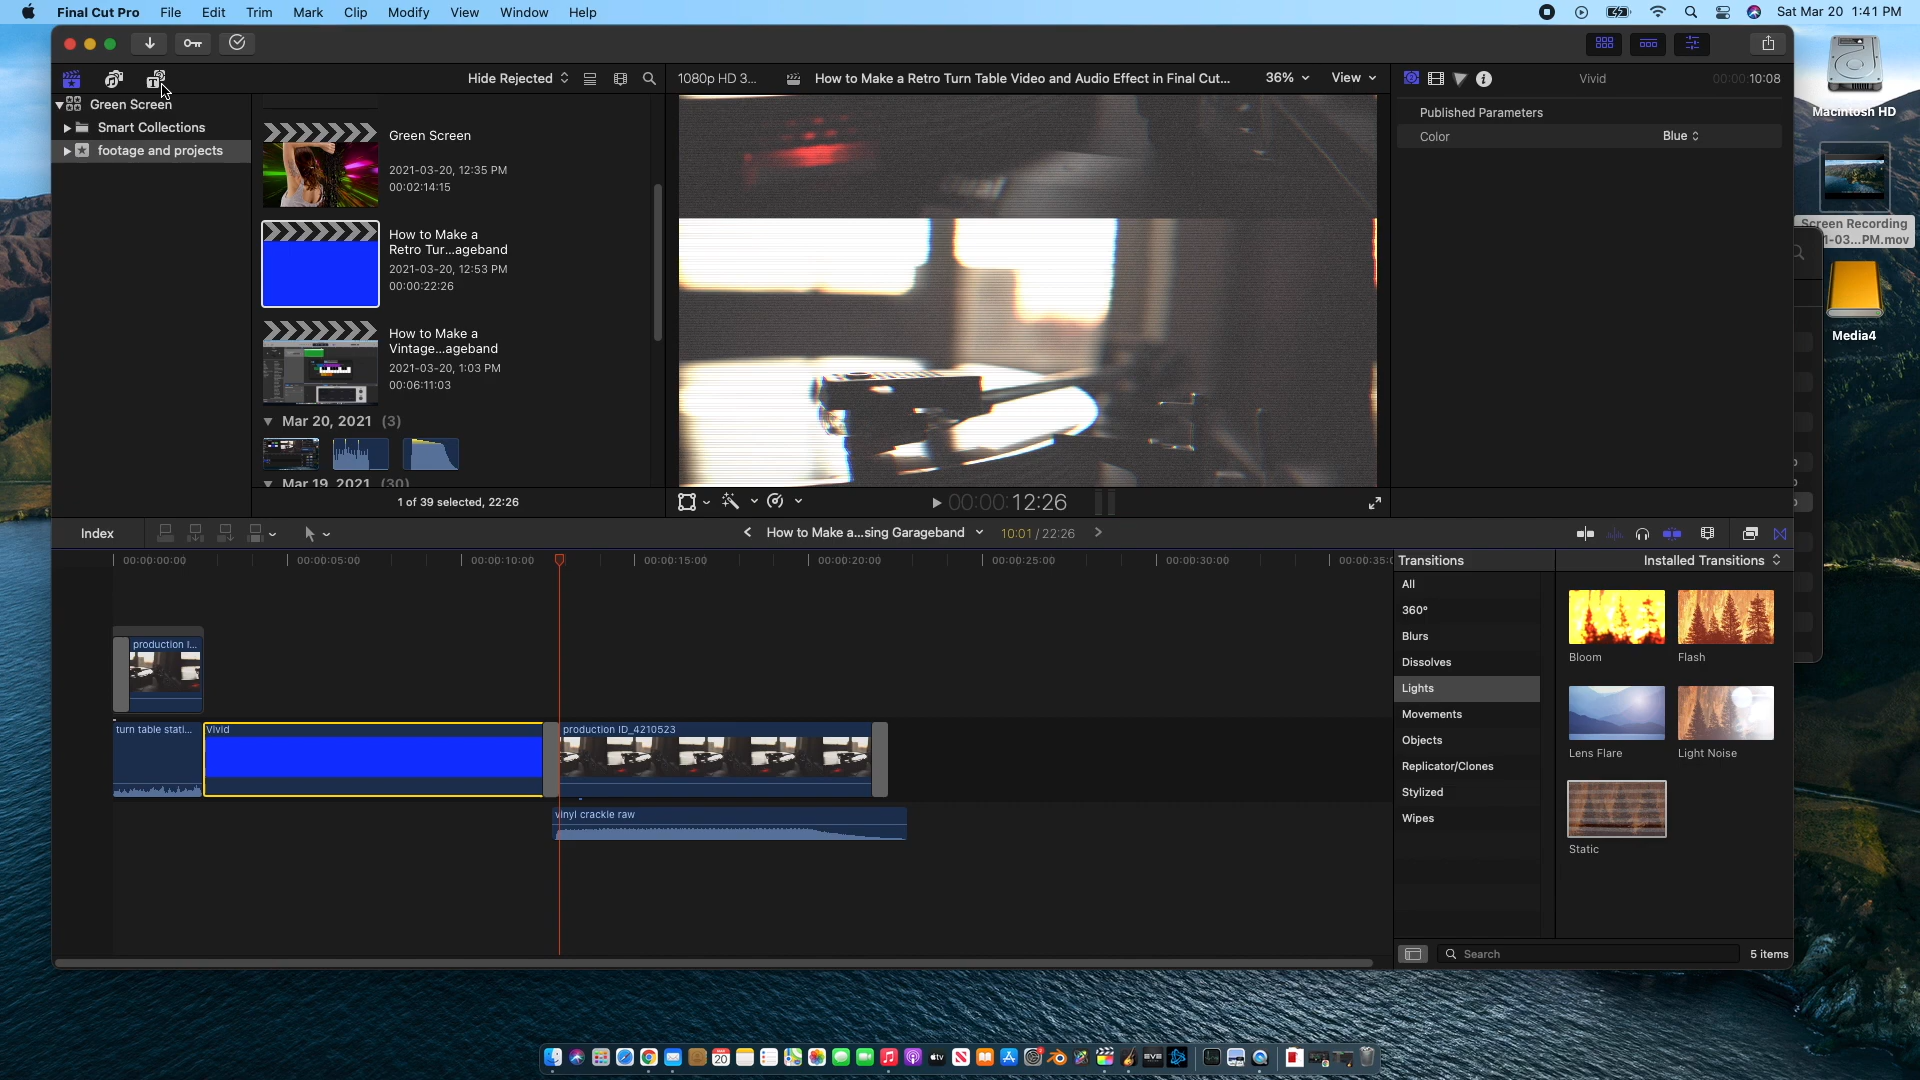 Final Cut Pro File Edit Trim Mark Clip Modify View Window Help
Sat Mar 20 1:41 PM
Hide Rejected
1080p HD 3...
How to Make a Retro Turn Table Video and Audio Effect in Final Cut...
36%
View
Vivid
00:00:10:08
Green Screen
Smart Collections
footage and projects
Green Screen
2021-03-20, 12:35 PM
00:02:14:15
How to Make a
Retro Tur...ageband
2021-03-20, 12:53 PM
00:00:22:26
How to Make a
Vintage...ageband
2021-03-20, 1:03 PM
00:06:11:03
Mar 20, 2021 (3)
Mar 19, 2021 (30)
1 of 39 selected, 22:26
00:00:12:26
Published Parameters
Color
Blue
Macintosh HD
Screen Recording
1-03...PM.mov
Media4
Index
How to Make a...sing Garageband
10:01 / 22:26
00:00:00:00
00:00:05:00
00:00:10:00
00:00:15:00
00:00:20:00
00:00:25:00
00:00:30:00
00:00:35:0
production I...
turn table stati...
Vivid
production ID_4210523
vinyl crackle raw
Transitions
Installed Transitions
All
360°
Blurs
Dissolves
Lights
Movements
Objects
Replicator/Clones
Stylized
Wipes
Bloom
Flash
Lens Flare
Light Noise
Static
Search
5 items
20
EVE